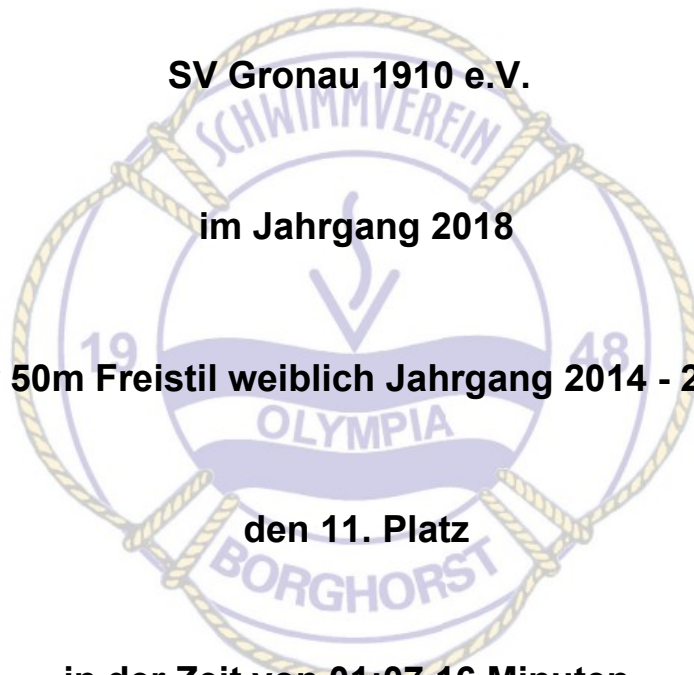 SV Gronau 1910 e.V.
SCHWIMMVEREIN
im Jahrgang 2018
19 48
50m Freistil weiblich Jahrgang 2014 - 2
OLYMPIA
den 11. Platz
BORGHORST
in der Zeit von 01:07,16 Minuten